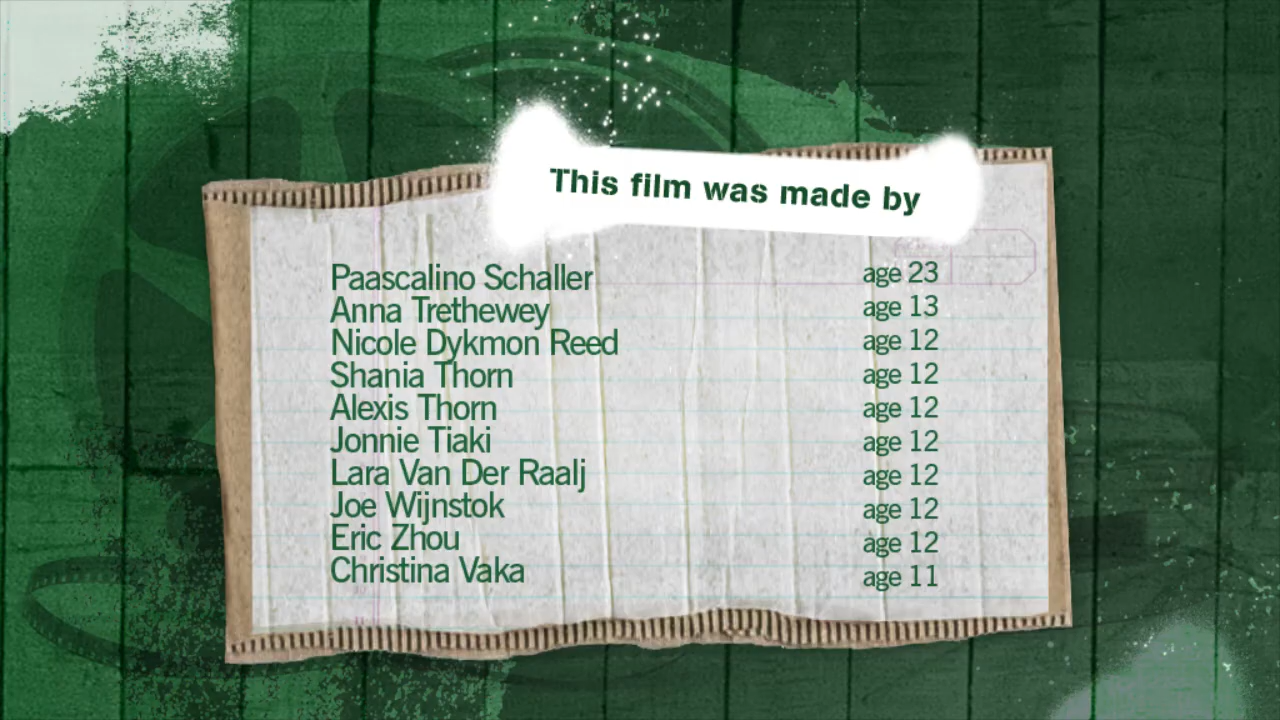 This film was made by
Paascalino Schaller age 23
Anna Trethewey age 13
Nicole Dykmon Reed age 12
Shania Thorn age 12
Alexis Thorn age 12
Jonnie Tiaki age 12
Lara Van Der Raalj age 12
Joe Wijnstok age 12
Eric Zhou age 12
Christina Vaka age 11